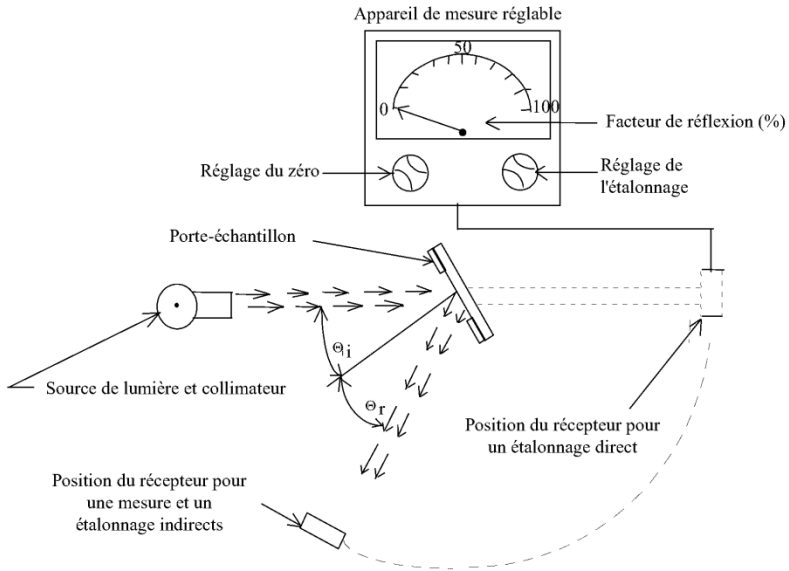 Appareil de mesure réglable
50
0
100
Facteur de réflexion (%)
Réglage du zéro
Réglage de
l'étalonnage
Porte-échantillon
Θi
Θr
Source de lumière et collimateur
Position du récepteur pour
un étalonnage direct
Position du récepteur pour
une mesure et un
étalonnage indirects